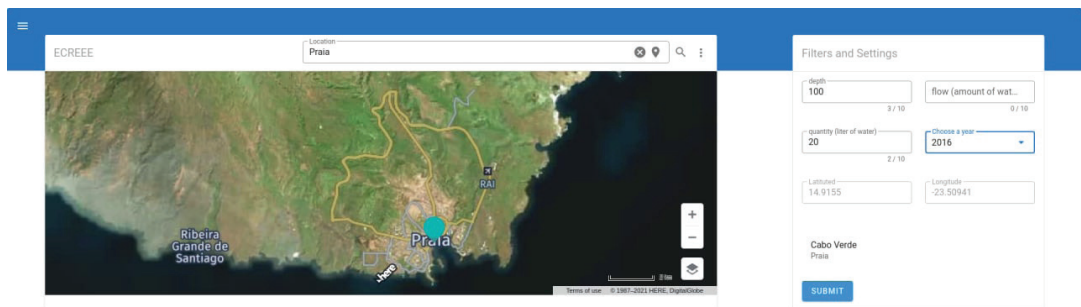 ECREEE
Location
Praia
Filters and Settings
depth
100
3 / 10
flow (amount of wat...
0 / 10
quantity (liter of water)
20
2 / 10
Choose a year
2016
Latituted
14.9155
Longitude
-23.50941
Cabo Verde
Praia
SUBMIT
RAI
Ribeira
Grande de
Santiago
Praia
here
+
−
Terms of use © 1987–2021 HERE, DigitalGlobe